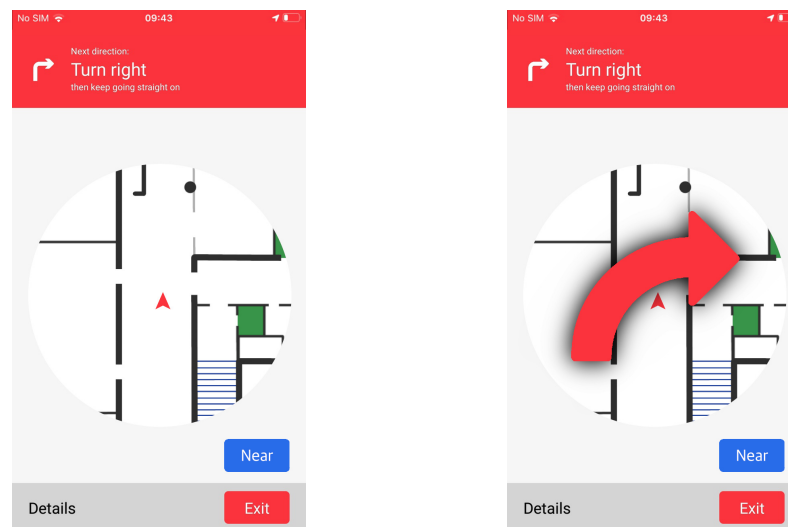 No SIM 09:43
Next direction:
Turn right
then keep going straight on
Near
Details Exit
No SIM 09:43
Next direction:
Turn right
then keep going straight on
Near
Details Exit